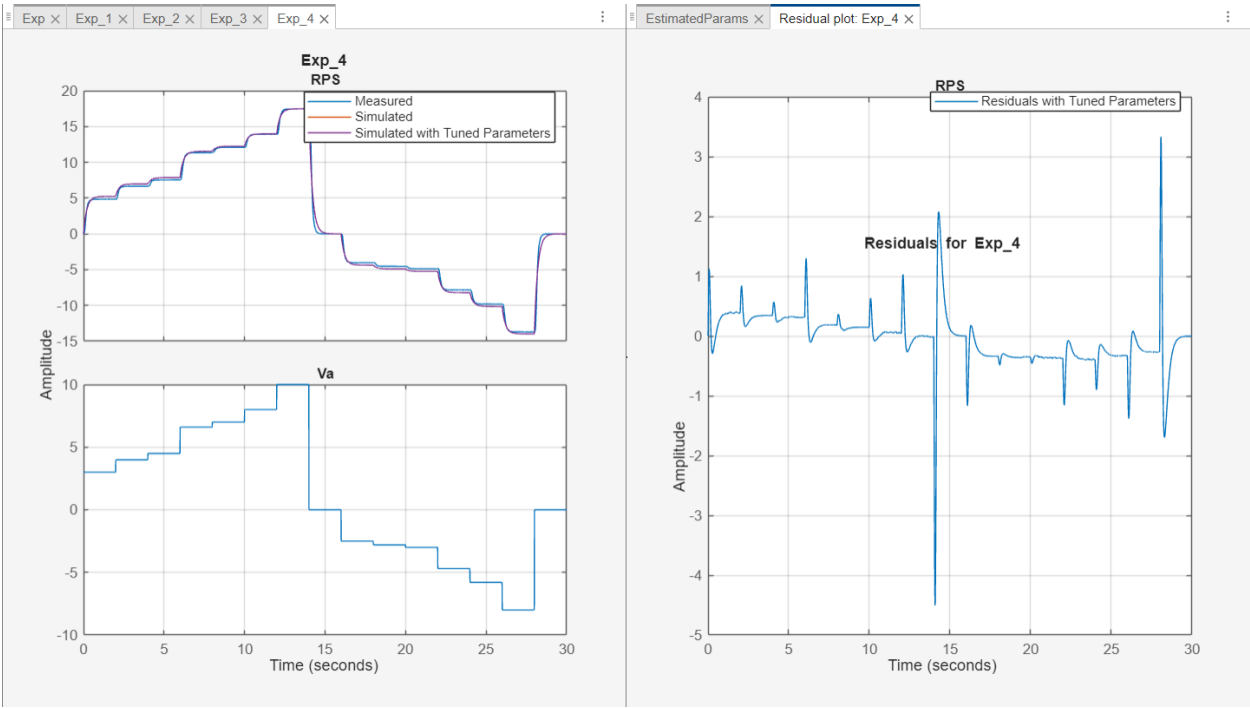 Exp × Exp_1 × Exp_2 × Exp_3 × Exp_4 ×
Exp_4
RPS
Measured
Simulated
Simulated with Tuned Parameters
20
15
10
5
0
-5
-10
-15
Amplitude
Va
10
5
0
-5
-10
0 5 10 15 20 25 30
Time (seconds)
EstimatedParams × Residual plot: Exp_4 ×
RPS
Residuals with Tuned Parameters
Residuals for Exp_4
4
3
2
1
0
-1
-2
-3
-4
-5
Amplitude
0 5 10 15 20 25 30
Time (seconds)